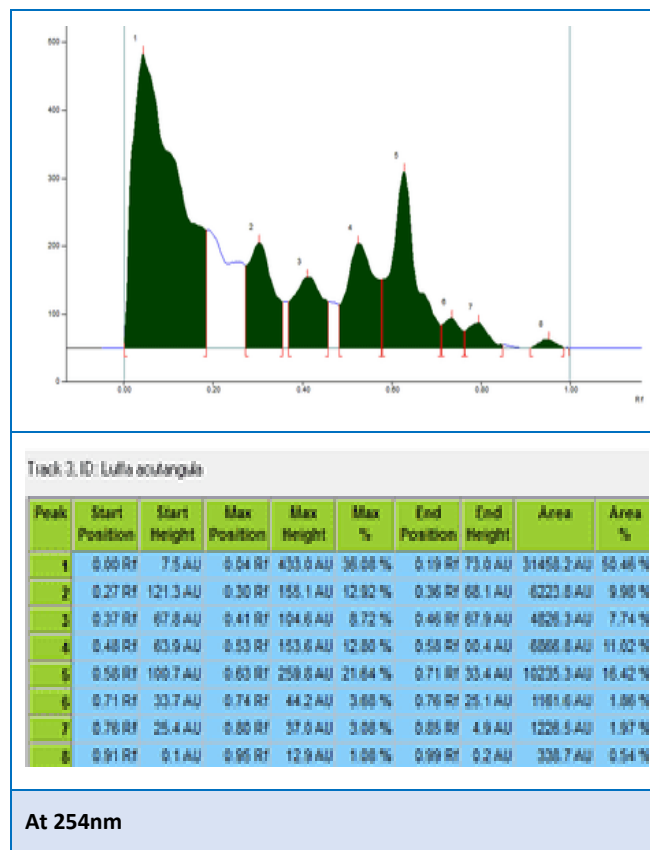 500
400
300
200
100
0
1
2
3
4
5
6
7
8
0.00 0.20 0.40 0.60 0.80 1.00
Rf
Track 3, ID: Luffa acutangula
Peak Start Position Start Height Max Position Max Height Max % End Position End Height Area Area %
1 0.00 Rf 7.5 AU 0.04 Rf 433.0 AU 36.08 % 0.19 Rf 73.0 AU 31458.2 AU 50.46 %
2 0.27 Rf 121.3 AU 0.30 Rf 155.1 AU 12.92 % 0.36 Rf 68.1 AU 6223.8 AU 9.98 %
3 0.37 Rf 67.8 AU 0.41 Rf 104.6 AU 8.72 % 0.46 Rf 67.9 AU 4826.3 AU 7.74 %
4 0.48 Rf 63.9 AU 0.53 Rf 153.6 AU 12.80 % 0.58 Rf 00.4 AU 6866.8 AU 11.02 %
5 0.58 Rf 100.7 AU 0.63 Rf 259.8 AU 21.64 % 0.71 Rf 33.4 AU 10235.3 AU 16.42 %
6 0.71 Rf 33.7 AU 0.74 Rf 44.2 AU 3.68 % 0.76 Rf 25.1 AU 1161.6 AU 1.86 %
7 0.76 Rf 25.4 AU 0.80 Rf 37.0 AU 3.08 % 0.85 Rf 4.9 AU 1226.5 AU 1.97 %
8 0.91 Rf 0.1 AU 0.95 Rf 12.9 AU 1.08 % 0.99 Rf 0.2 AU 338.7 AU 0.54 %
At 254nm